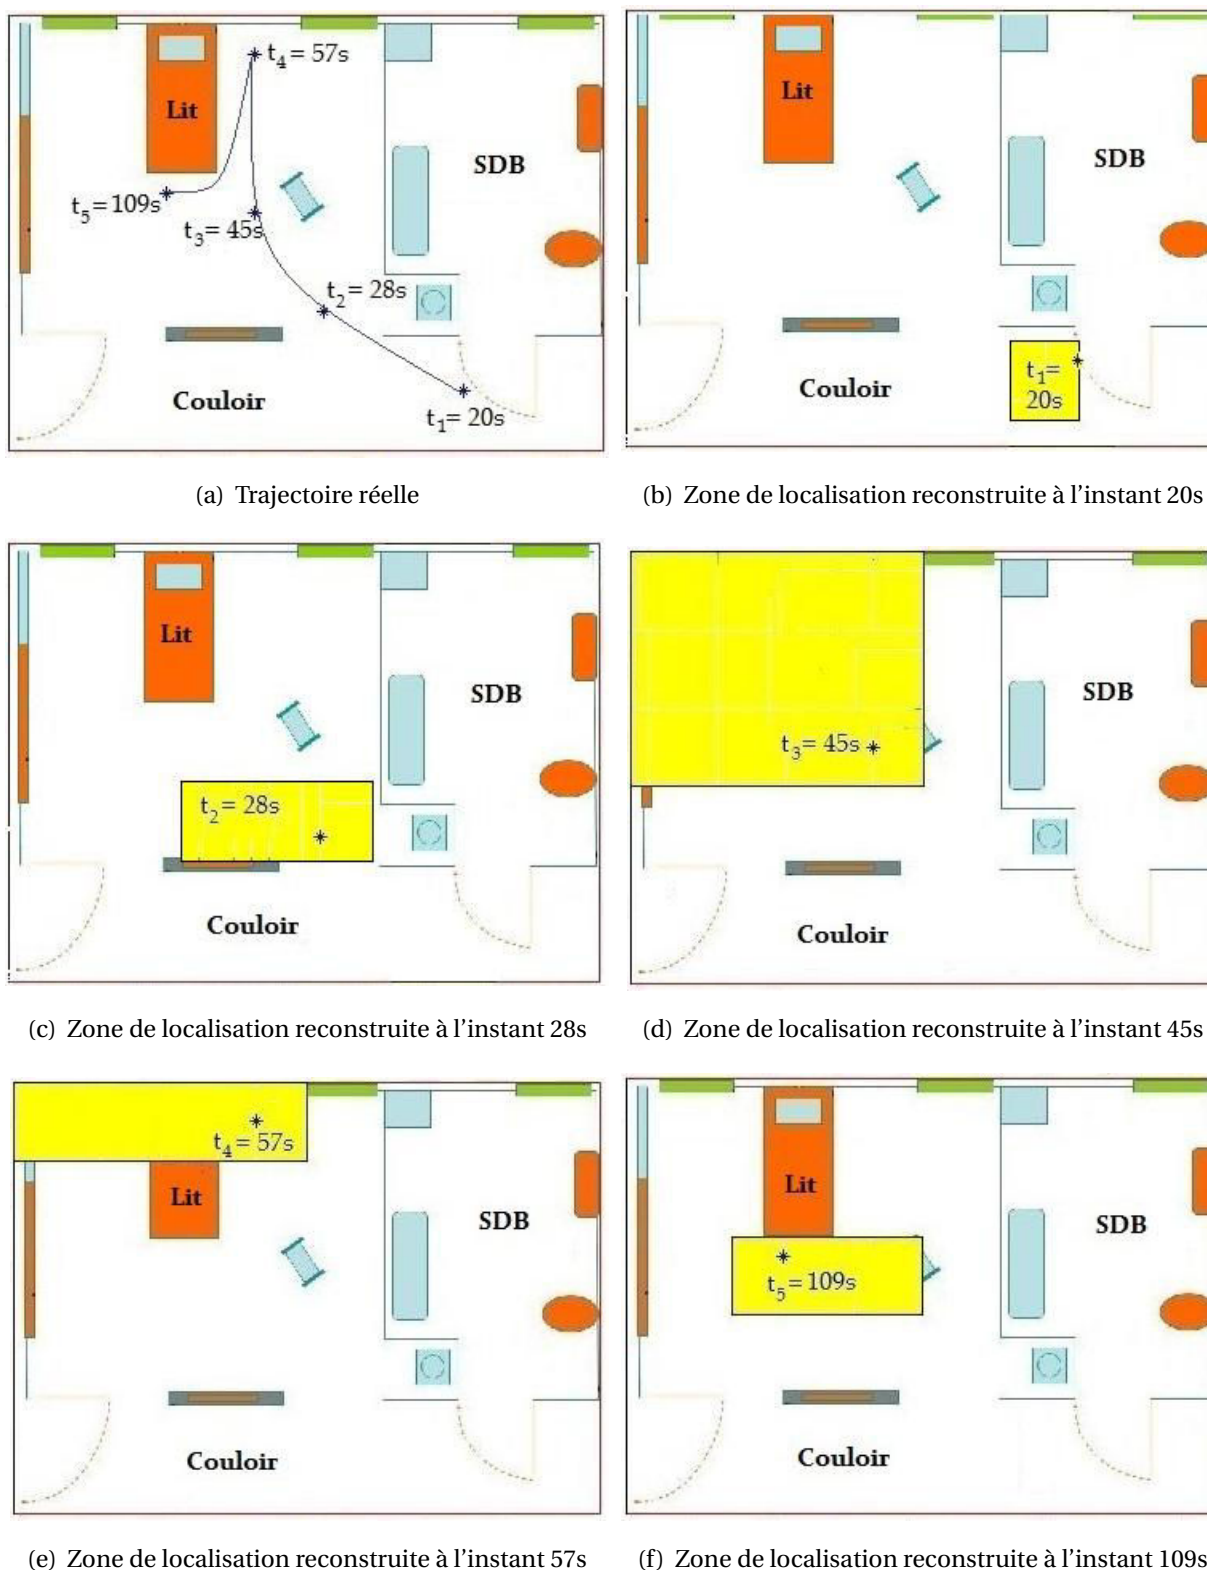 t4 = 57s
Lit
SDB
t5 = 109s
t3 = 45s
t2 = 28s
Couloir
t1 = 20s
(a) Trajectoire réelle
Lit
SDB
t1 =
20s
Couloir
(b) Zone de localisation reconstruite à l'instant 20s
Lit
SDB
t2 = 28s
Couloir
(c) Zone de localisation reconstruite à l'instant 28s
SDB
t3 = 45s
Couloir
(d) Zone de localisation reconstruite à l'instant 45s
t4 = 57s
Lit
SDB
Couloir
(e) Zone de localisation reconstruite à l'instant 57s
Lit
SDB
t5 = 109s
Couloir
(f) Zone de localisation reconstruite à l'instant 109s